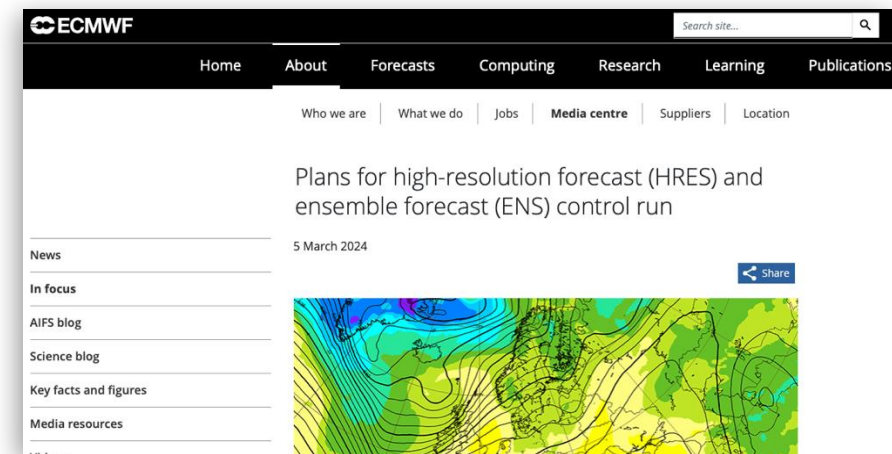 ECMWF
Search site...
Home About Forecasts Computing Research Learning Publications
Who we are What we do Jobs Media centre Suppliers Location
Plans for high-resolution forecast (HRES) and
ensemble forecast (ENS) control run
5 March 2024
Share
News
In focus
AIFS blog
Science blog
Key facts and figures
Media resources